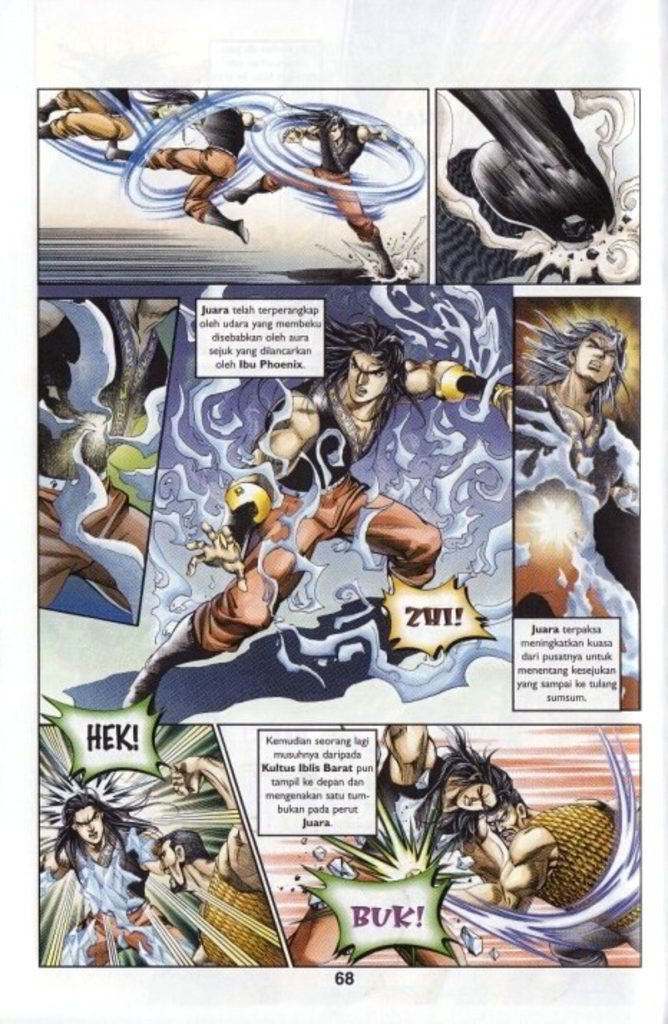 Juara telah terperangkap
oleh udara yang membeku
disebabkan oleh aura
sejuk yang dilancarkan
oleh Ibu Phoenix.
ZHI!
Juara terpaksa
meningkatkan kuasa
dari pusatnya untuk
menentang kesejukan
yang sampai ke tulang
sumsum.
HEK!
Kemudian seorang lagi
musuhnya daripada
Kultus Iblis Barat pun
tampil ke depan dan
mengenakan satu tum-
bukan pada perut
Juara.
BUK!
68